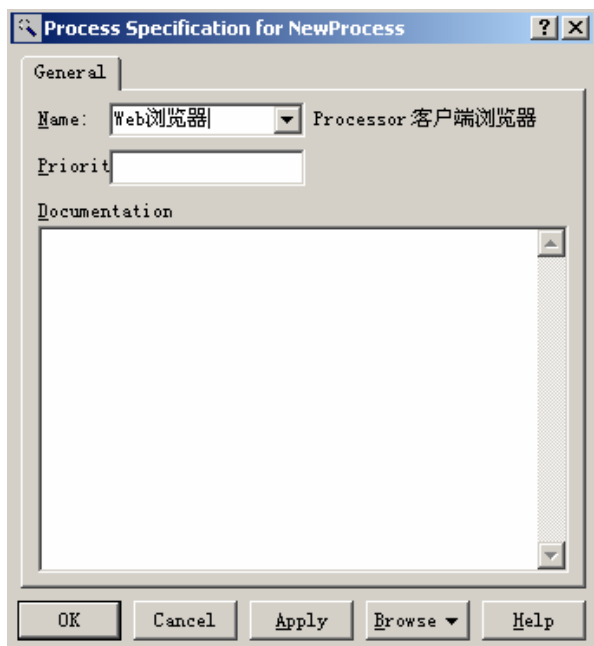 Process Specification for NewProcess
General
Name: Web浏览器 Processor:客户端浏览器
Priorit
Documentation
OK Cancel Apply Browse Help